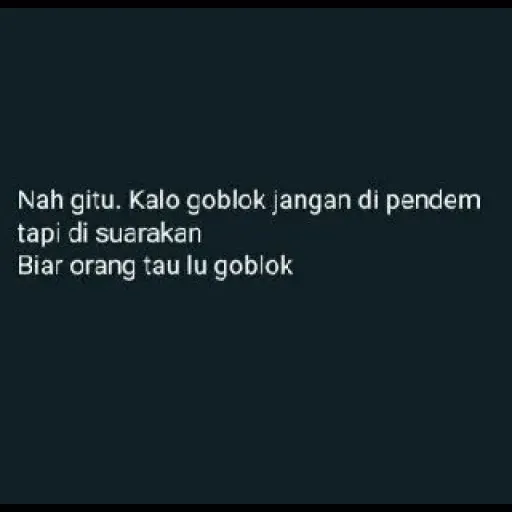 Nah gitu. Kalo goblok jangan di pendem
tapi di suarakan
Biar orang tau lu goblok